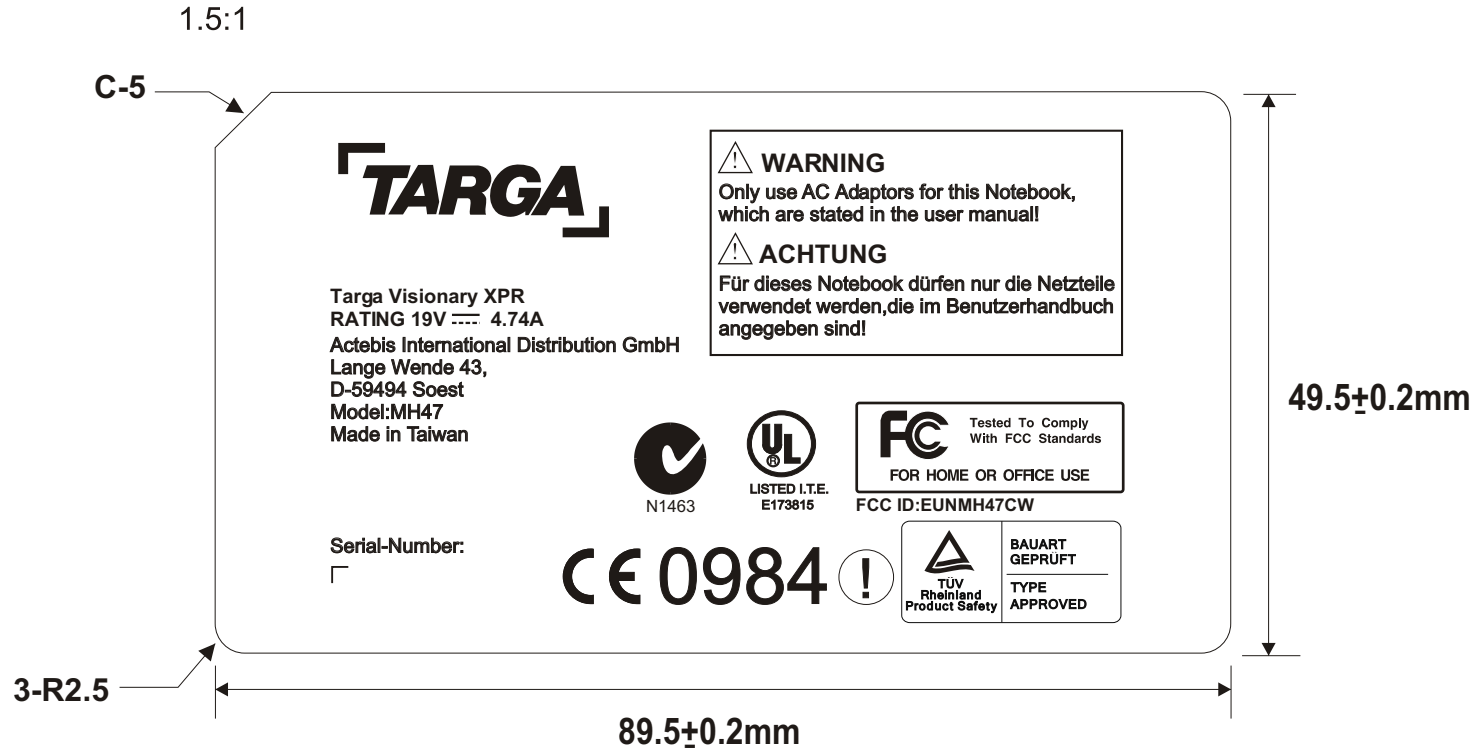 1.5:1
C-5
TARGA
⚠ WARNING
Only use AC Adaptors for this Notebook,
which are stated in the user manual!
⚠ ACHTUNG
Für dieses Notebook dürfen nur die Netzteile
verwendet werden,die im Benutzerhandbuch
angegeben sind!
Targa Visionary XPR
RATING 19V ⎓ 4.74A
Actebis International Distribution GmbH
Lange Wende 43,
D-59494 Soest
Model:MH47
Made in Taiwan
49.5±0.2mm
N1463
UL
®
LISTED I.T.E.
E173815
FC
Tested To Comply
With FCC Standards
FOR HOME OR OFFICE USE
FCC ID:EUNMH47CW
Serial-Number:
CE 0984 !
TÜV
Rheinland
Product Safety
BAUART
GEPRÜFT
TYPE
APPROVED
3-R2.5
89.5±0.2mm